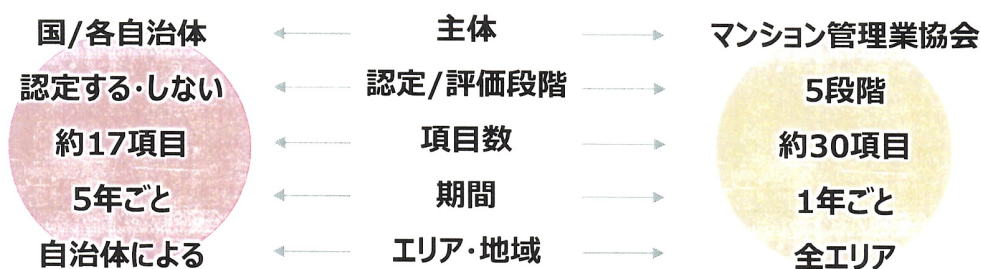 国/各自治体 主体 マンション管理業協会
認定する・しない 認定/評価段階 5段階
約17項目 項目数 約30項目
5年ごと 期間 1年ごと
自治体による エリア・地域 全エリア